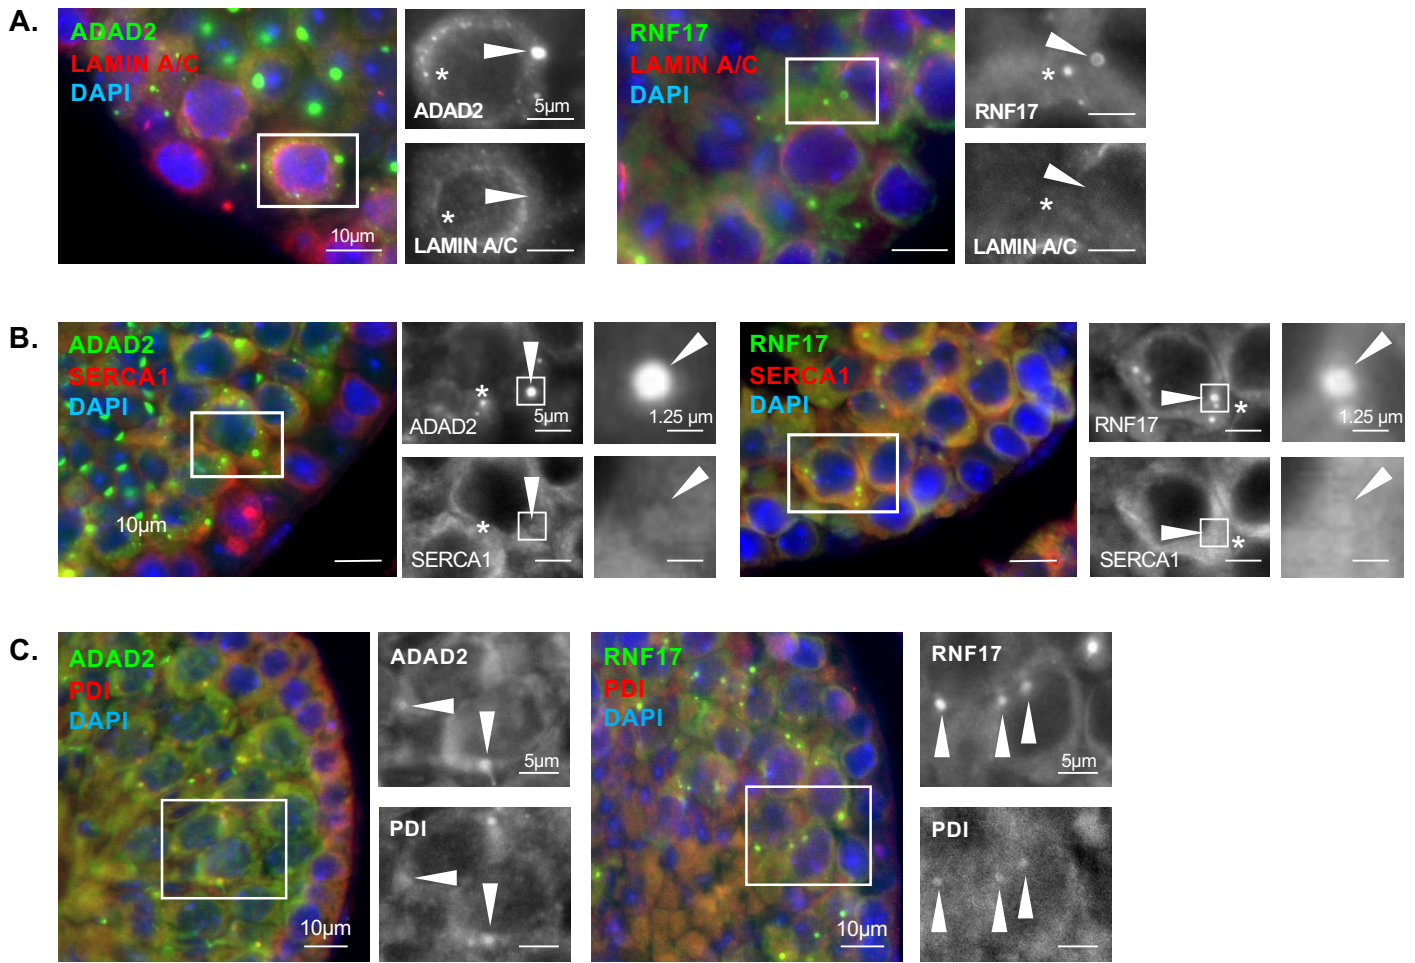 A.
ADAD2
LAMIN A/C
DAPI
10µm
*
ADAD2
5µm
*
LAMIN A/C
RNF17
LAMIN A/C
DAPI
*
RNF17
*
LAMIN A/C
B.
ADAD2
SERCA1
DAPI
10µm
*
ADAD2
5µm
1.25 µm
*
SERCA1
RNF17
SERCA1
DAPI
*
RNF17
1.25 µm
*
SERCA1
C.
ADAD2
PDI
DAPI
10µm
ADAD2
5µm
PDI
RNF17
PDI
DAPI
10µm
RNF17
5µm
PDI